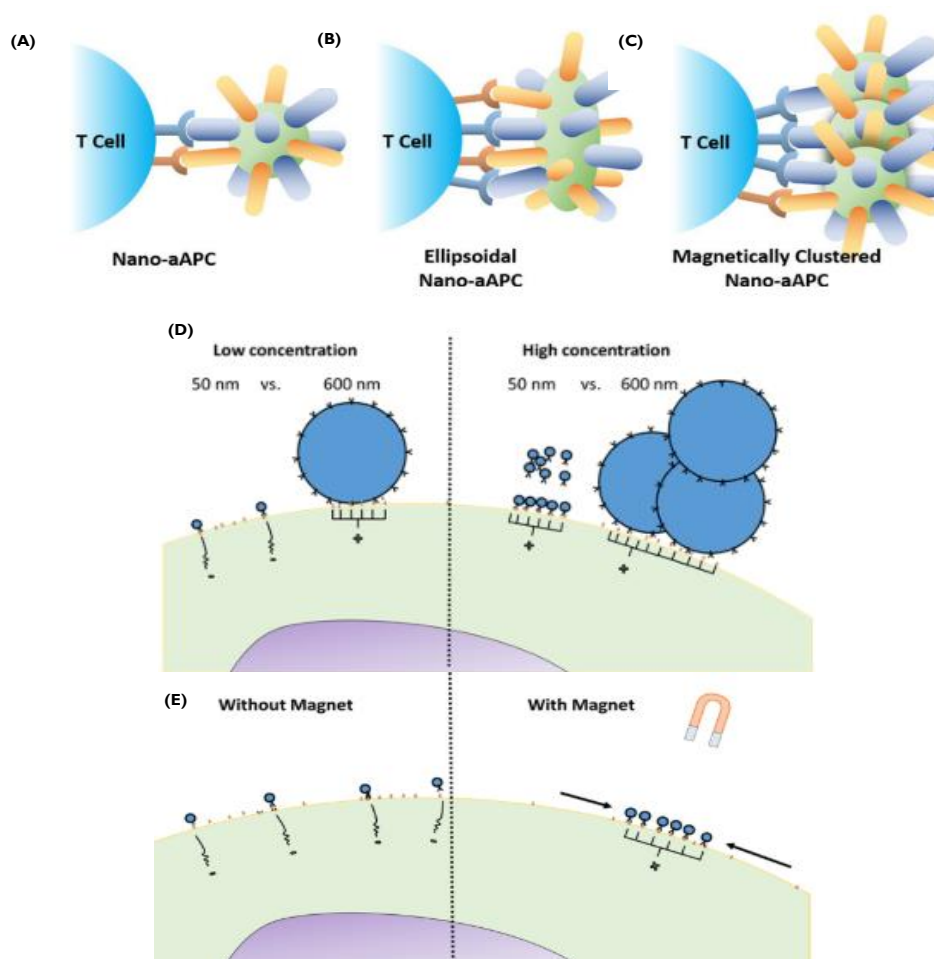 (A)
T Cell
Nano-aAPC
(B)
T Cell
Ellipsoidal
Nano-aAPC
(C)
T Cell
Magnetically Clustered
Nano-aAPC
(D)
Low concentration
50 nm vs. 600 nm
High concentration
50 nm vs. 600 nm
- - + + +
(E)
Without Magnet
With Magnet
- - - - +